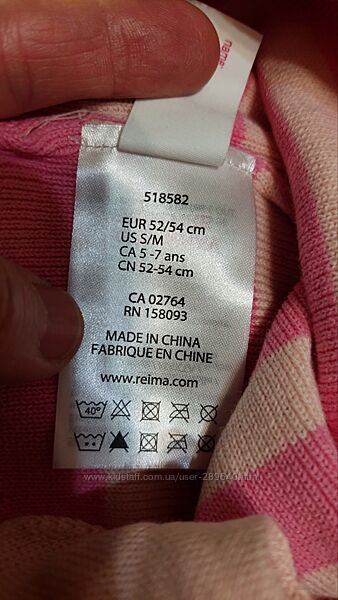 name
518582
EUR 52/54 cm
US S/M
CA 5 -7 ans
CN 52-54 cm
CA 02764
RN 158093
MADE IN CHINA
FABRIQUE EN CHINE
www.reima.com
40°